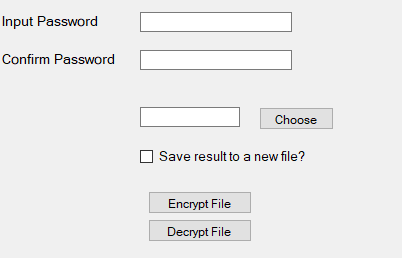 Input Password
Confirm Password
Choose
Save result to a new file?
Encrypt File
Decrypt File